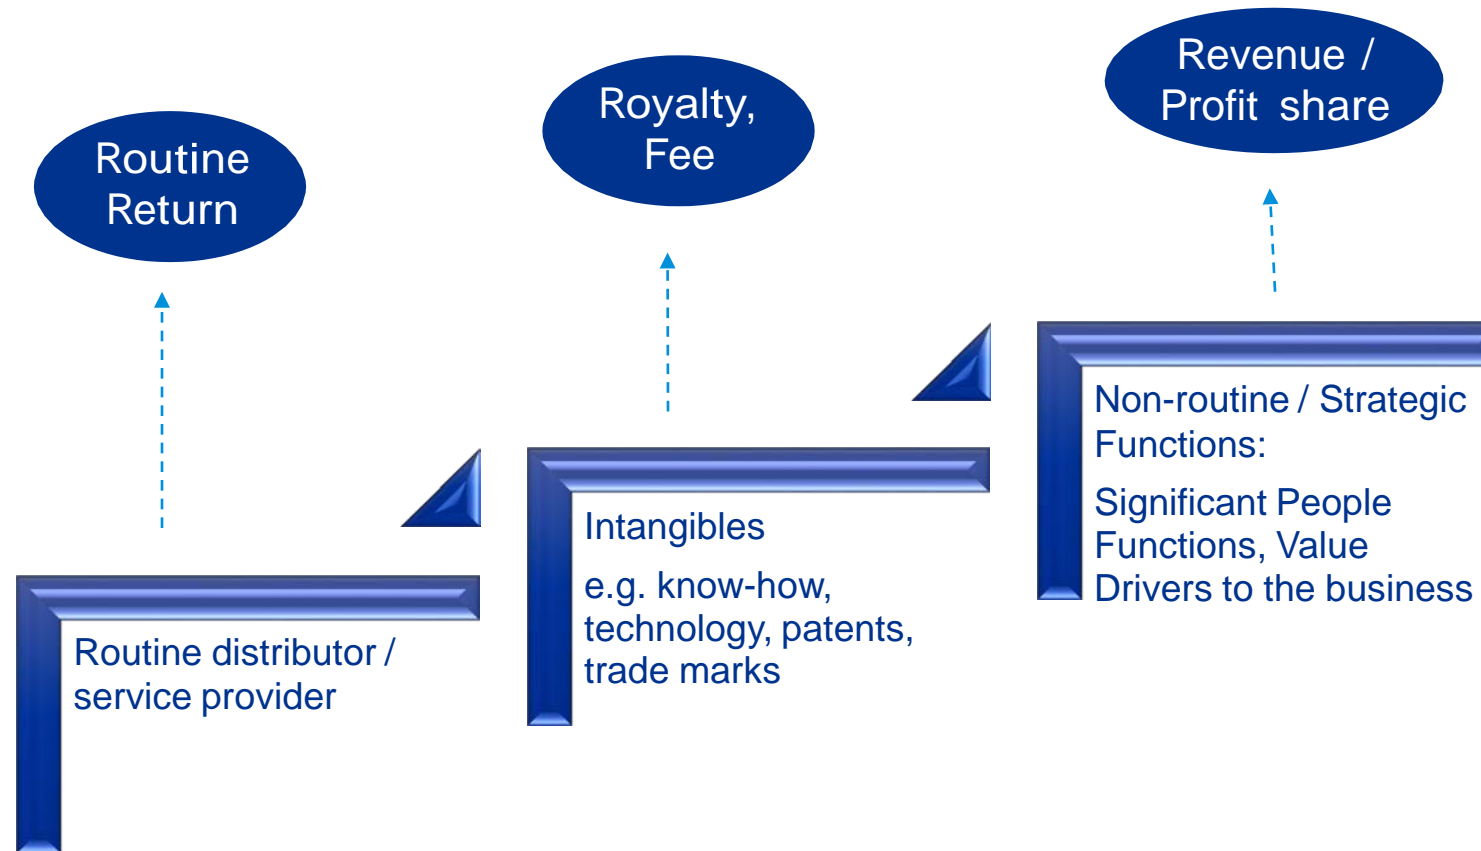 Routine
Return
Routine distributor /
service provider
Royalty,
Fee
Intangibles
e.g. know-how,
technology, patents,
trade marks
Revenue /
Profit share
Non-routine / Strategic
Functions:
Significant People
Functions, Value
Drivers to the business